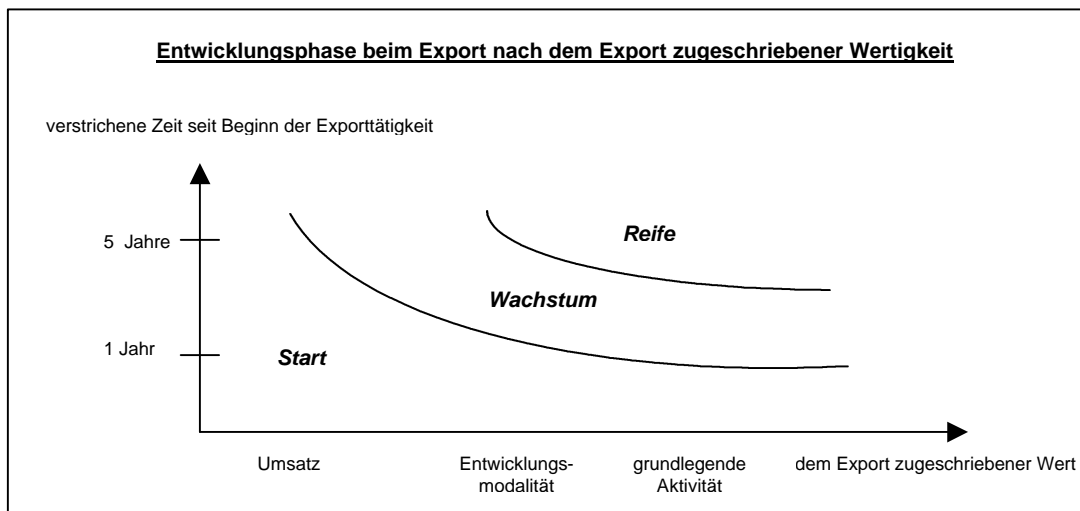 Entwicklungsphase beim Export nach dem Export zugeschriebener Wertigkeit
verstrichene Zeit seit Beginn der Exporttätigkeit
5 Jahre
Reife
Wachstum
1 Jahr
Start
Umsatz
Entwicklungs-
modalität
grundlegende
Aktivität
dem Export zugeschriebener Wert